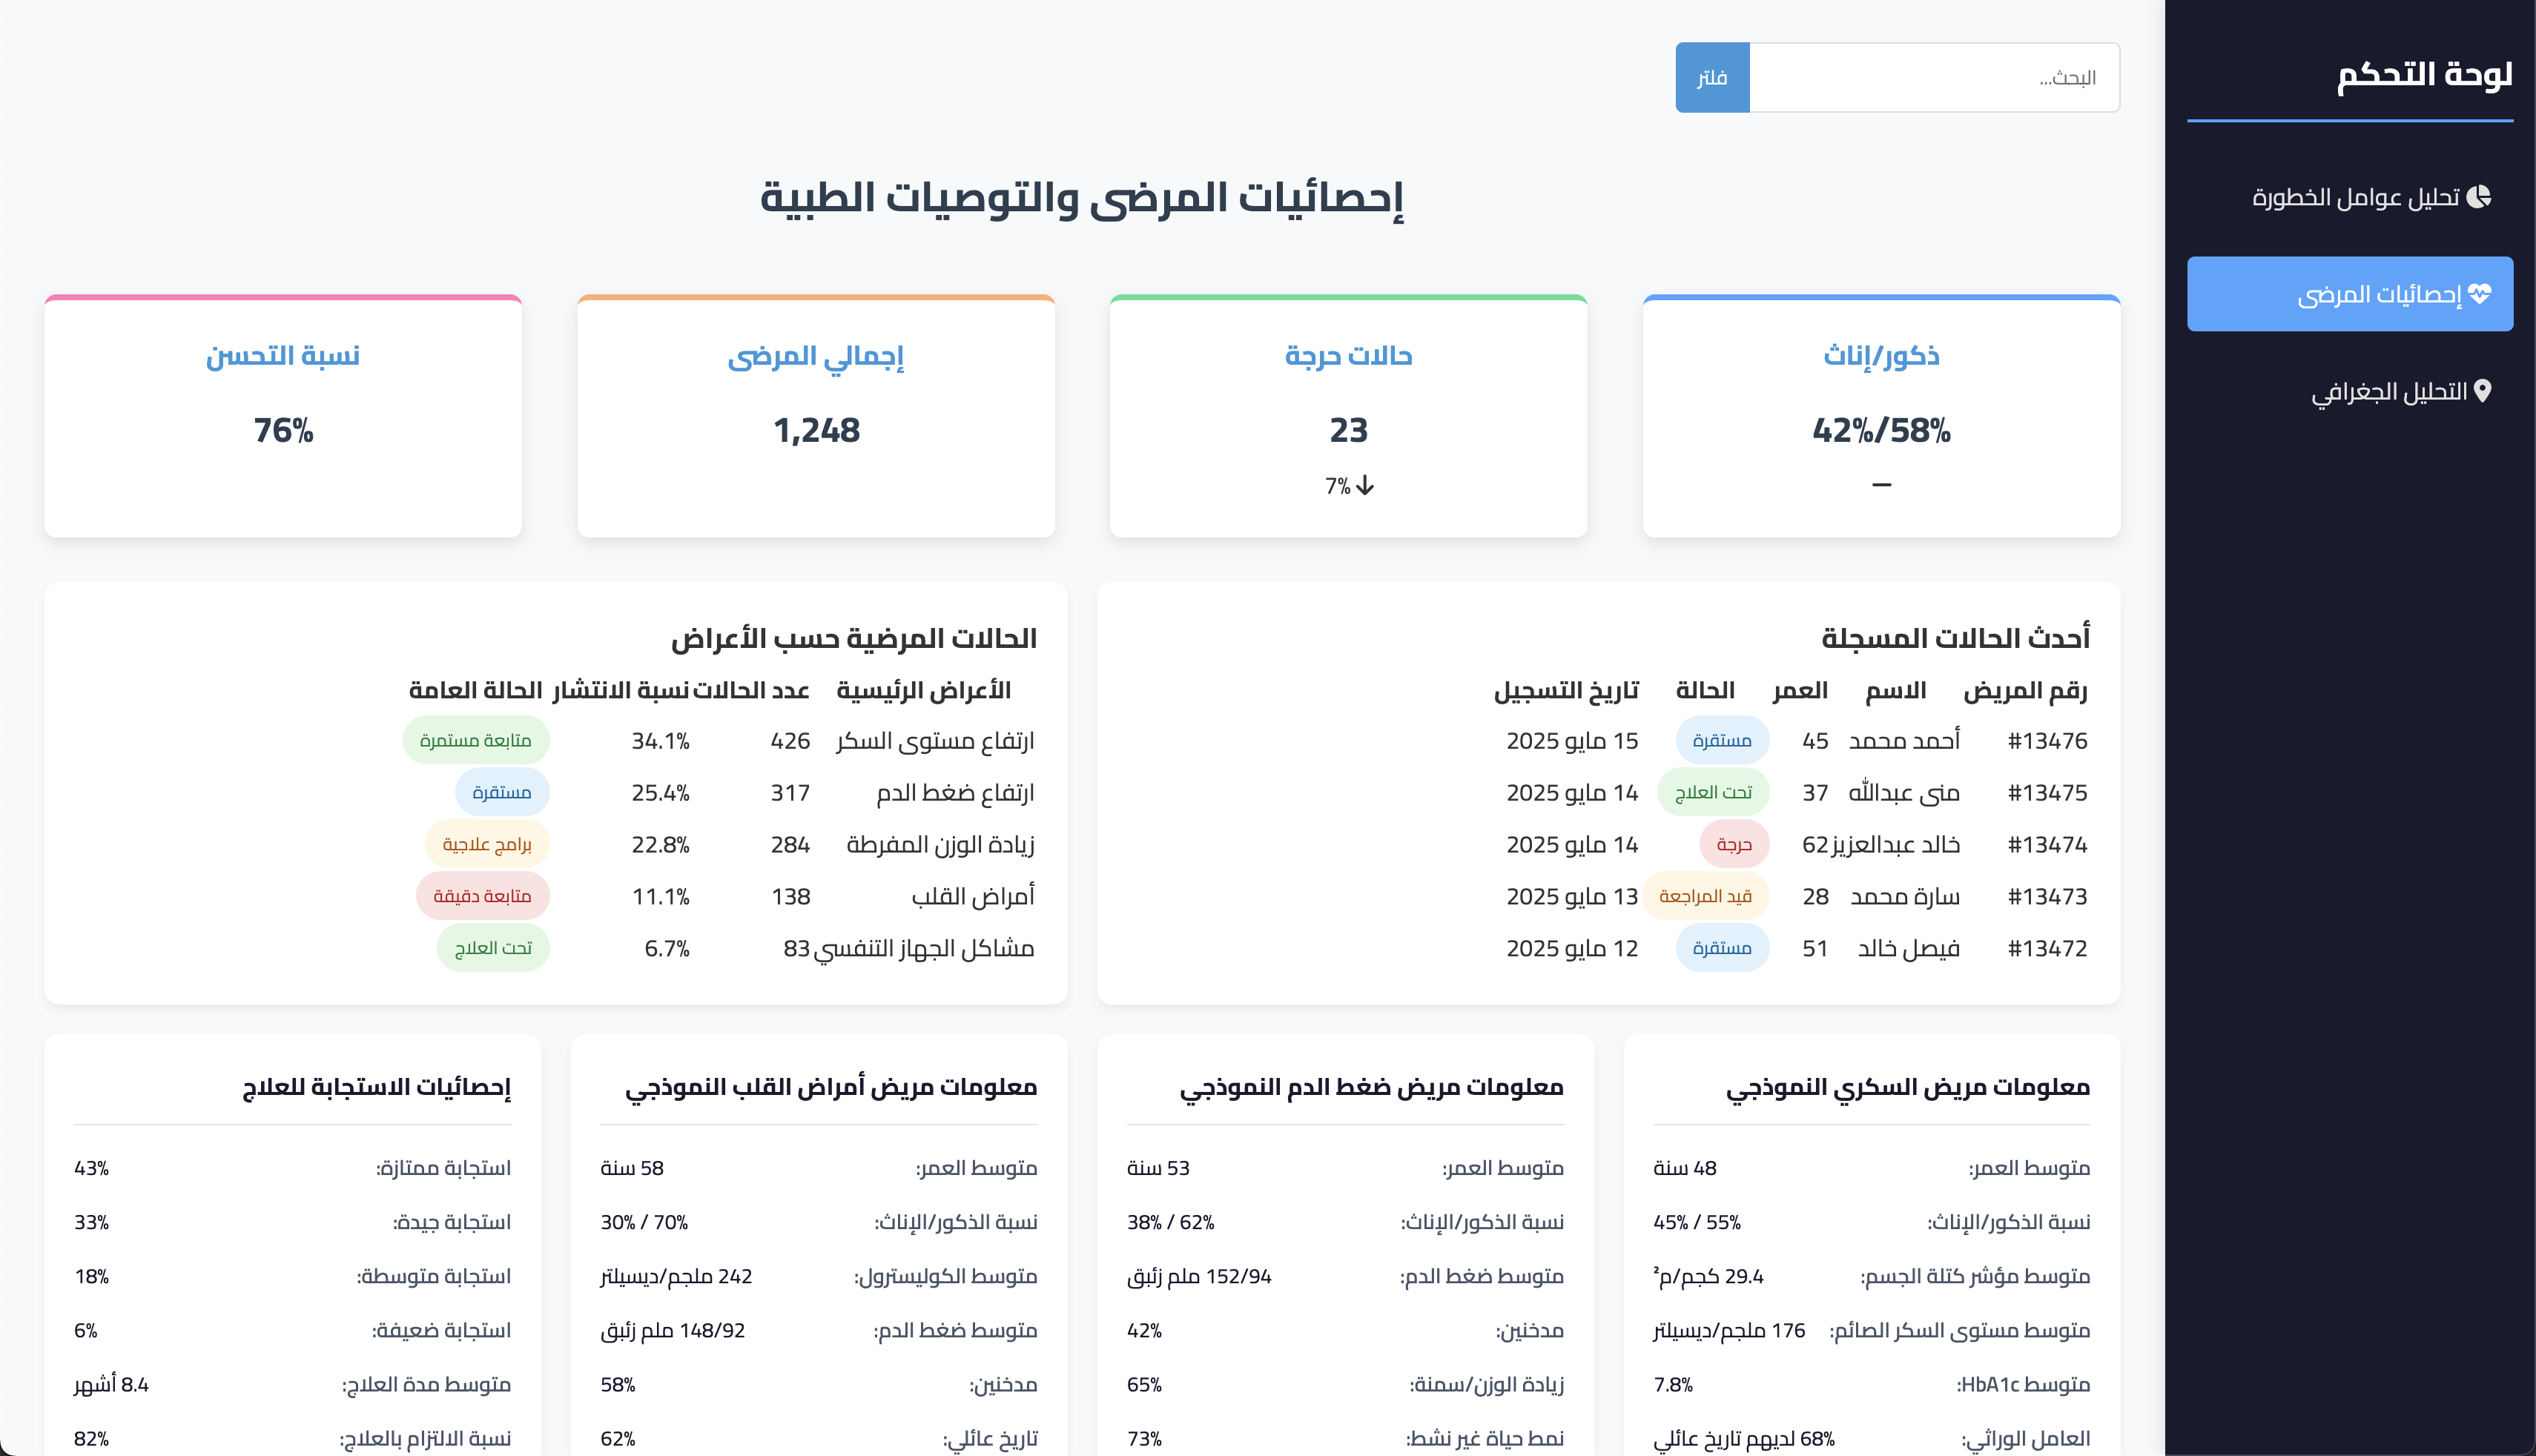 لوحة التحكم
تحليل عوامل الخطورة
إحصائيات المرضى
التحليل الجغرافي
البحث...
فلتر
إحصائيات المرضى والتوصيات الطبية
ذكور/إناث
42%/58%
حالات حرجة
23
7%
إجمالي المرضى
1,248
نسبة التحسن
76%
أحدث الحالات المسجلة
رقم المريض الاسم العمر الحالة تاريخ التسجيل
#13476 أحمد محمد 45 مستقرة 15 مايو 2025
#13475 منى عبدالله 37 تحت العلاج 14 مايو 2025
#13474 خالد عبدالعزيز 62 حرجة 14 مايو 2025
#13473 سارة محمد 28 قيد المراجعة 13 مايو 2025
#13472 فيصل خالد 51 مستقرة 12 مايو 2025
الحالات المرضية حسب الأعراض
الأعراض الرئيسية عدد الحالات نسبة الانتشار الحالة العامة
ارتفاع مستوى السكر 426 34.1% متابعة مستمرة
ارتفاع ضغط الدم 317 25.4% مستقرة
زيادة الوزن المفرطة 284 22.8% برامج علاجية
أمراض القلب 138 11.1% متابعة دقيقة
مشاكل الجهاز التنفسي 83 6.7% تحت العلاج
معلومات مريض السكري النموذجي
متوسط العمر: 48 سنة
نسبة الذكور/الإناث: 45% / 55%
متوسط مؤشر كتلة الجسم: 29.4 كجم/م²
متوسط مستوى السكر الصائم: 176 ملجم/ديسيلتر
متوسط HbA1c: 7.8%
العامل الوراثي: 68% لديهم تاريخ عائلي
معلومات مريض ضغط الدم النموذجي
متوسط العمر: 53 سنة
نسبة الذكور/الإناث: 38% / 62%
متوسط ضغط الدم: 152/94 ملم زئبق
مدخنين: 42%
زيادة الوزن/سمنة: 65%
نمط حياة غير نشط: 73%
معلومات مريض أمراض القلب النموذجي
متوسط العمر: 58 سنة
نسبة الذكور/الإناث: 30% / 70%
متوسط الكوليسترول: 242 ملجم/ديسيلتر
متوسط ضغط الدم: 148/92 ملم زئبق
مدخنين: 58%
تاريخ عائلي: 62%
إحصائيات الاستجابة للعلاج
استجابة ممتازة: 43%
استجابة جيدة: 33%
استجابة متوسطة: 18%
استجابة ضعيفة: 6%
متوسط مدة العلاج: 8.4 أشهر
نسبة الالتزام بالعلاج: 82%